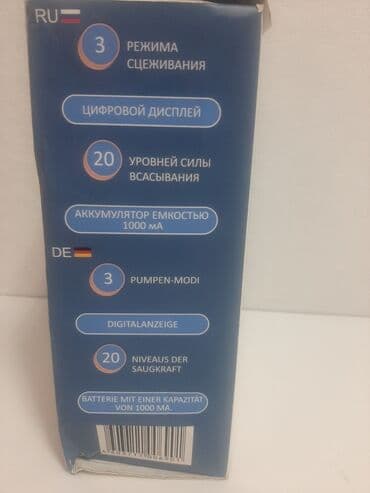 RU
3 РЕЖИМА
СЦЕЖИВАНИЯ
ЦИФРОВОЙ ДИСПЛЕЙ
20 УРОВНЕЙ СИЛЫ
ВСАСЫВАНИЯ
АККУМУЛЯТОР ЕМКОСТЬЮ
1000 мА
DE
3 PUMPEN-MODI
DIGITALANZEIGE
20 NIVEAUS DER
SAUGKRAFT
BATTERIE MIT EINER KAPAZITÄT
VON 1000 MA.